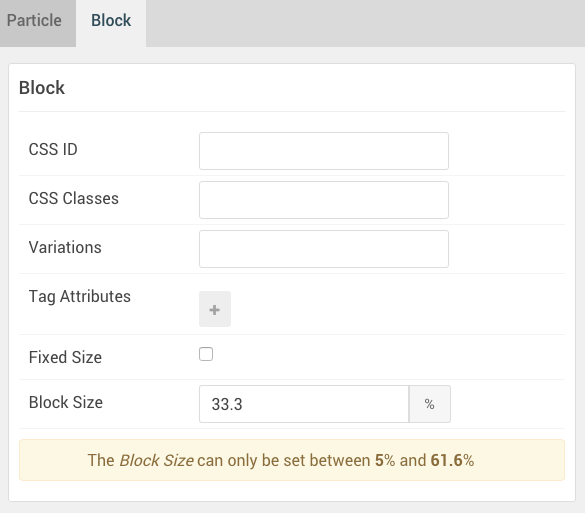 Particle Block
Block
CSS ID
CSS Classes
Variations
Tag Attributes +
Fixed Size
Block Size 33.3 %
The Block Size can only be set between 5% and 61.6%